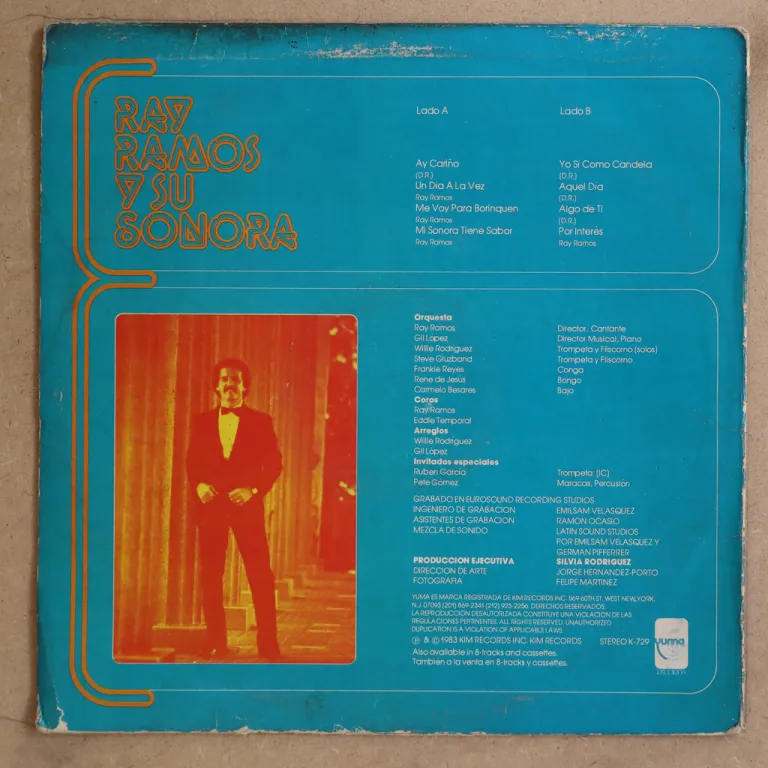 RAY
RAMOS
Y SU
SONORA
Lado A
Ay Cariño
(D.R.)
Un Dia A La Vez
Ray Ramos
Me Voy Para Borinquen
Ray Ramos
Mi Sonora Tiene Sabor
Ray Ramos
Lado B
Yo Sí Como Candela
(D.R.)
Aquel Dia
(D.R.)
Algo de Tí
(D.R.)
Por Interés
Ray Ramos
Orquesta
Ray Ramos Director, Cantante
Gil López Director Musical, Piano
Willie Rodriguez Trompeta y Fliscorno (solos)
Steve Gluzband Trompeta y Fliscorno
Frankie Reyes Conga
Rene de Jesús Bongo
Carmelo Besares Bajo
Coros
Ray Ramos
Eddie Temporal
Arreglos
Willie Rodriguez
Gil López
Invitados especiales
Ruben García Trompeta (IC)
Pete Gomez Maracas, Percusión
GRABADO EN EUROSOUND RECORDING STUDIOS
INGENIERO DE GRABACION EMILSAM VELASQUEZ
ASISTENTES DE GRABACION RAMON OCASIO
MEZCLA DE SONIDO LATIN SOUND STUDIOS
POR EMILSAM VELASQUEZ Y
GERMAN PIFFERRER
PRODUCCION EJECUTIVA SILVIA RODRIGUEZ
DIRECCION DE ARTE JORGE HERNANDEZ-PORTO
FOTOGRAFIA FELIPE MARTINEZ
YUMA ES MARCA REGISTRADA DE KIM RECORDS INC. 569 60TH ST. WEST NEW YORK,
N.J. 07093 (201) 869-2341 (212) 925-2256. DERECHOS RESERVADOS.
LA REPRODUCCION DESAUTORIZADA CONSTITUYE UNA VIOLACION DE LAS
REGULACIONES PERTINENTES. ALL RIGHTS RESERVED. UNAUTHORIZED
DUPLICATION IS A VIOLATION OF APPLICABLE LAWS.
℗ & © 1983 KIM RECORDS INC. KIM RECORDS STEREO K-729
Also available in 8-tracks and cassettes.
Tambien a la venta en 8-tracks y cassettes.
yuma